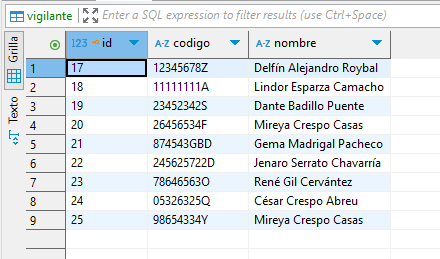 vigilante Enter a SQL expression to filter results (use Ctrl+Space)
Grilla
Texto
123 id A-Z codigo A-Z nombre
1 17 12345678Z Delfín Alejandro Roybal
2 18 11111111A Lindor Esparza Camacho
3 19 23452342S Dante Badillo Puente
4 20 26456534F Mireya Crespo Casas
5 21 874543GBD Gema Madrigal Pacheco
6 22 245625722D Jenaro Serrato Chavarría
7 23 78646563O René Gil Cervántez
8 24 05326325Q César Crespo Abreu
9 25 98654334Y Mireya Crespo Casas